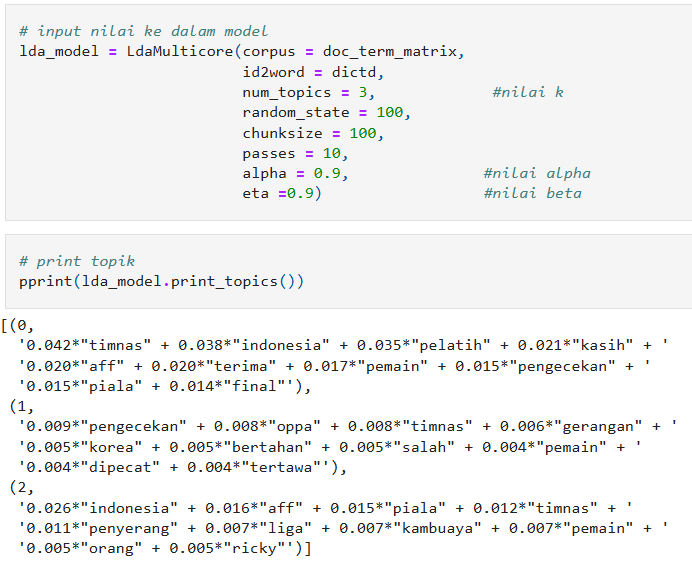 # input nilai ke dalam model
lda_model = LdaMulticore(corpus = doc_term_matrix,
id2word = dictd,
num_topics = 3, #nilai k
random_state = 100,
chunksize = 100,
passes = 10,
alpha = 0.9, #nilai alpha
eta =0.9) #nilai beta
# print topik
pprint(lda_model.print_topics())
[(0,
'0.042*"timnas" + 0.038*"indonesia" + 0.035*"pelatih" + 0.021*"kasih" + '
'0.020*"aff" + 0.020*"terima" + 0.017*"pemain" + 0.015*"pengecekan" + '
'0.015*"piala" + 0.014*"final"'),
(1,
'0.009*"pengecekan" + 0.008*"oppa" + 0.008*"timnas" + 0.006*"gerangan" + '
'0.005*"korea" + 0.005*"bertahan" + 0.005*"salah" + 0.004*"pemain" + '
'0.004*"dipecat" + 0.004*"tertawa"'),
(2,
'0.026*"indonesia" + 0.016*"aff" + 0.015*"piala" + 0.012*"timnas" + '
'0.011*"penyerang" + 0.007*"liga" + 0.007*"kambuaya" + 0.007*"pemain" + '
'0.005*"orang" + 0.005*"ricky"')]